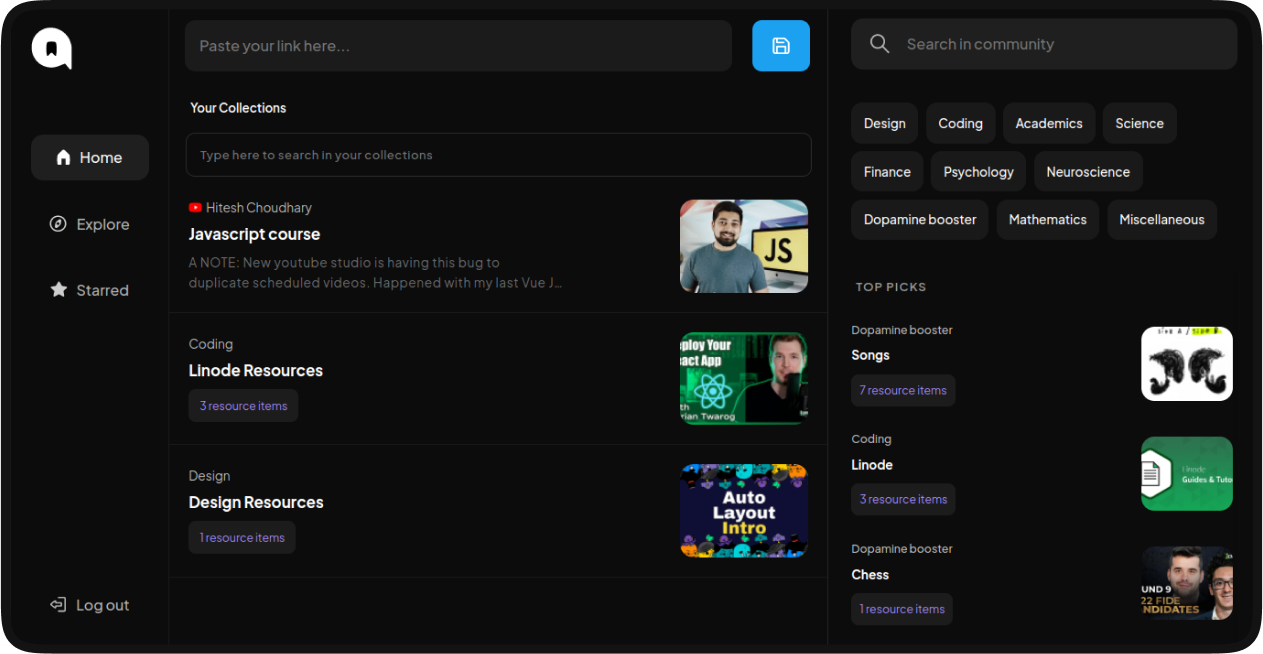 Paste your link here...
Search in community
Your Collections
Type here to search in your collections
Home
Explore
Starred
Log out
Hitesh Choudhary
Javascript course
A NOTE: New youtube studio is having this bug to
duplicate scheduled videos. Happened with my last Vue J...
JS
Coding
Linode Resources
3 resource items
ploy Your
act App
th
rian Twarog
Design
Design Resources
1 resource items
Auto
Layout
Intro
Design
Coding
Academics
Science
Finance
Psychology
Neuroscience
Dopamine booster
Mathematics
Miscellaneous
TOP PICKS
Dopamine booster
Songs
7 resource items
Coding
Linode
3 resource items
Linode
Guides & Tuto
Dopamine booster
Chess
1 resource items
UND 9
22 FIDE
NDIDATES